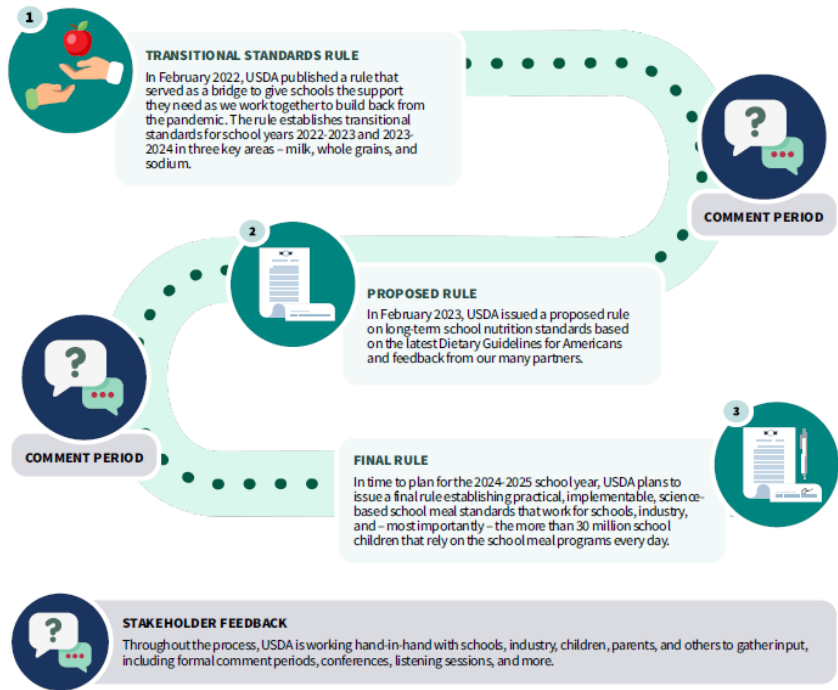 1
TRANSITIONAL STANDARDS RULE
In February 2022, USDA published a rule that
served as a bridge to give schools the support
they need as we work together to build back from
the pandemic. The rule establishes transitional
standards for school years 2022-2023 and 2023-
2024 in three key areas – milk, whole grains, and
sodium.
?
COMMENT PERIOD
2
PROPOSED RULE
In February 2023, USDA issued a proposed rule
on long-term school nutrition standards based
on the latest Dietary Guidelines for Americans
and feedback from our many partners.
?
COMMENT PERIOD
3
FINAL RULE
In time to plan for the 2024-2025 school year, USDA plans to
issue a final rule establishing practical, implementable, science-
based school meal standards that work for schools, industry,
and – most importantly – the more than 30 million school
children that rely on the school meal programs every day.
?
STAKEHOLDER FEEDBACK
Throughout the process, USDA is working hand-in-hand with schools, industry, children, parents, and others to gather input,
including formal comment periods, conferences, listening sessions, and more.